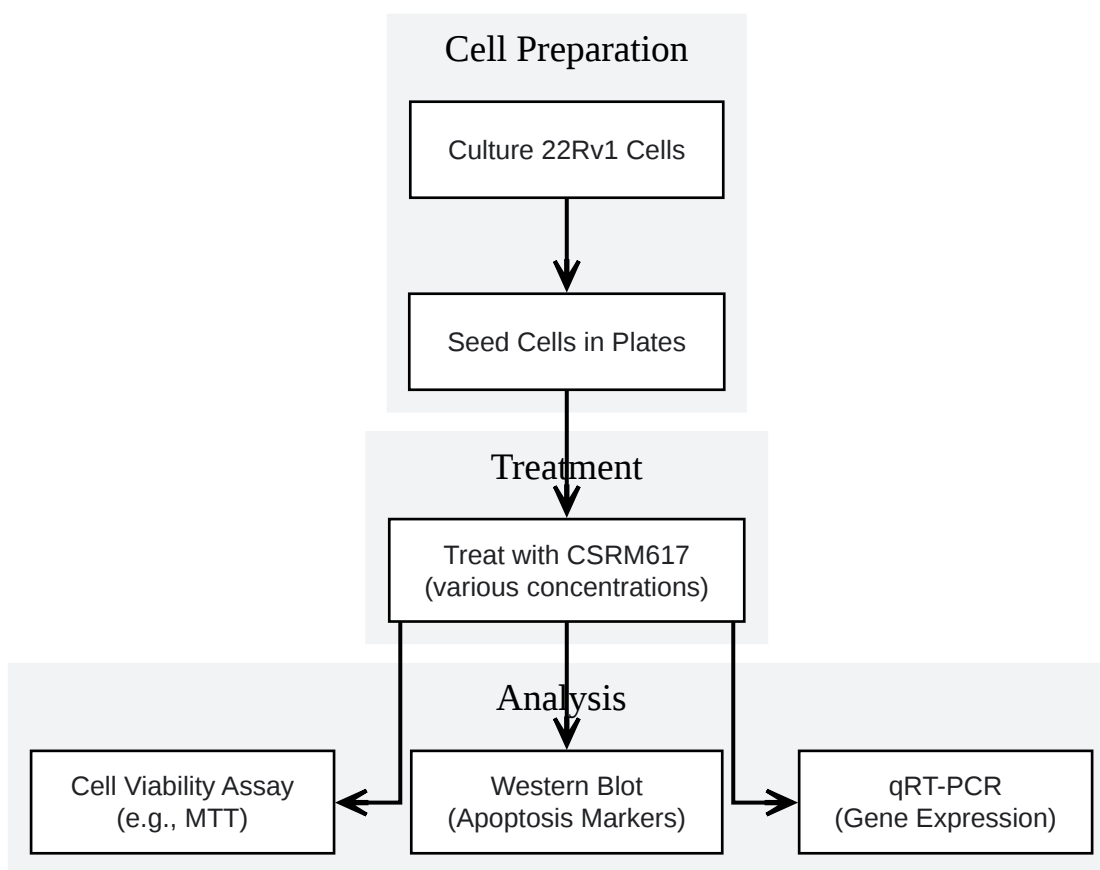 Cell Preparation
Culture 22Rv1 Cells
Seed Cells in Plates
Treatment
Treat with CSRM617
(various concentrations)
Analysis
Cell Viability Assay
(e.g., MTT)
Western Blot
(Apoptosis Markers)
qRT-PCR
(Gene Expression)